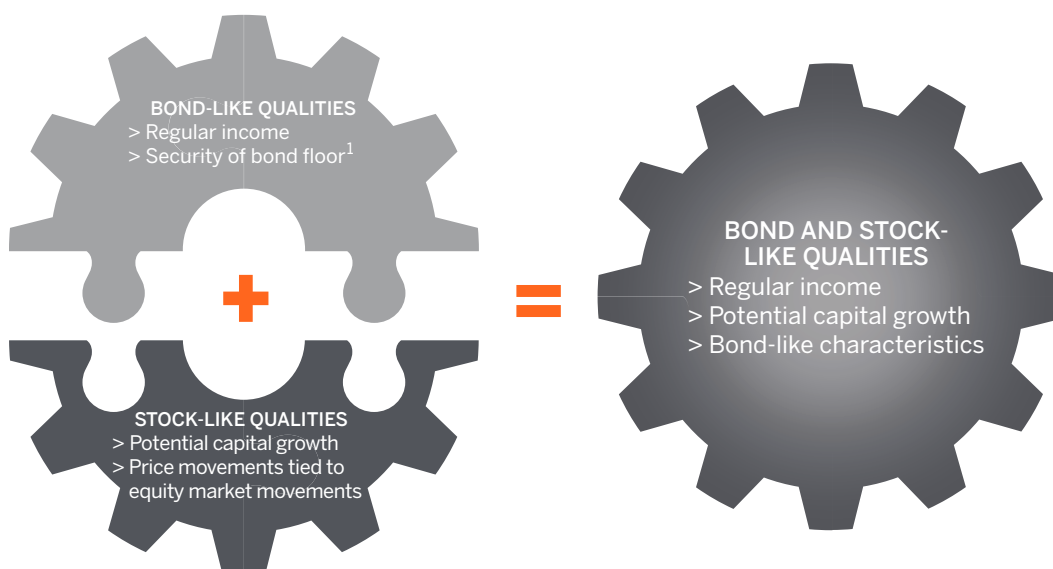 BOND-LIKE QUALITIES
> Regular income
> Security of bond floor¹
+
STOCK-LIKE QUALITIES
> Potential capital growth
> Price movements tied to
equity market movements
=
BOND AND STOCK-
LIKE QUALITIES
> Regular income
> Potential capital growth
> Bond-like characteristics